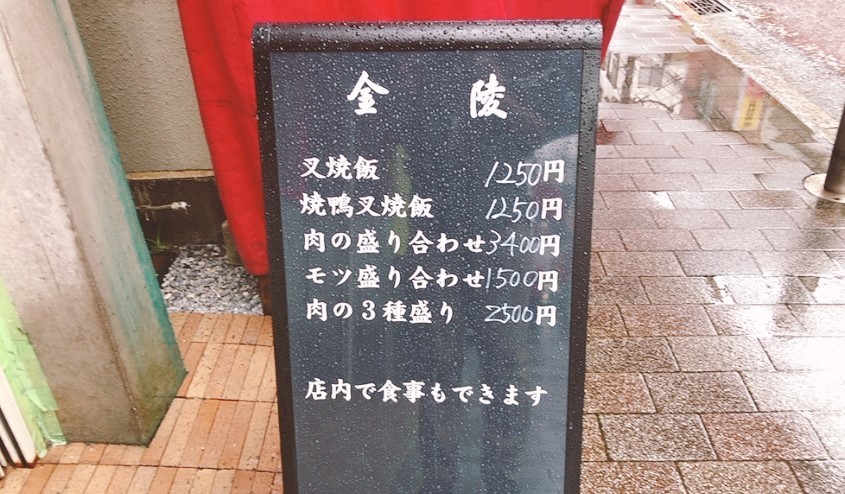 金陵
叉焼飯 1250円
焼鴨叉焼飯 1250円
肉の盛り合わせ3400円
モツ盛り合わせ1500円
肉の3種盛り 2500円
店内で食事もできます